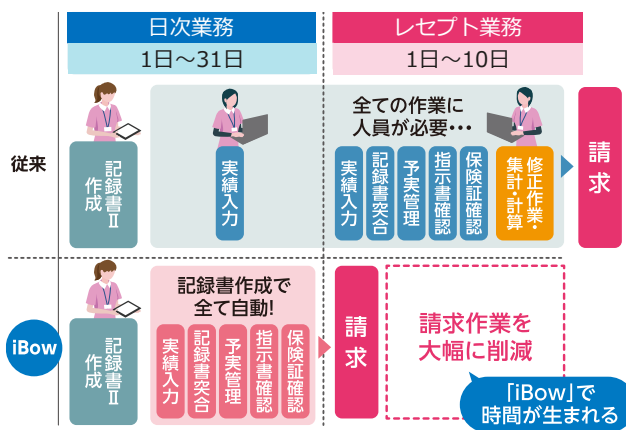 日次業務
レセプト業務
1日〜31日
1日〜10日
従来
記録書Ⅱ
作成
実績入力
全ての作業に
人員が必要・・・
実績入力
記録書突合
予実管理
指示書確認
保険証確認
修正作業・
集計・計算
請求
iBow
記録書Ⅱ
作成
記録書作成で
全て自動!
実績入力
記録書突合
予実管理
指示書確認
保険証確認
請求
請求作業を
大幅に削減
「iBow」で
時間が生まれる